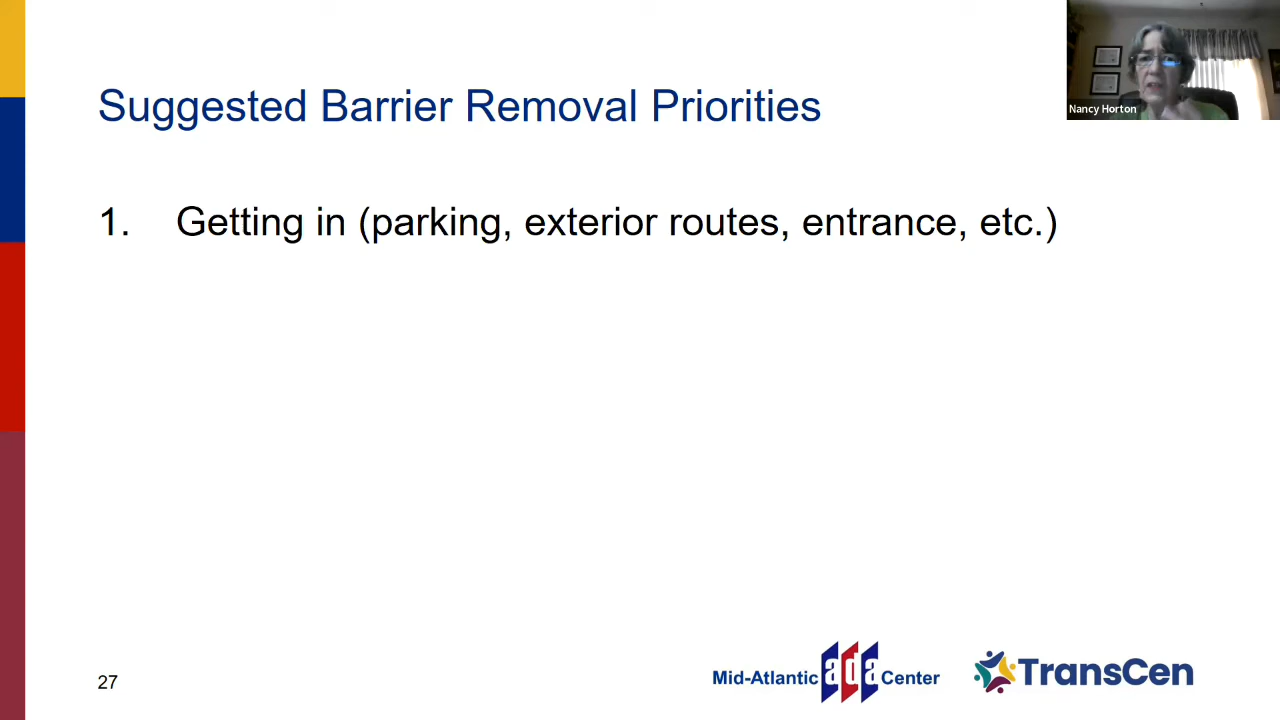 Suggested Barrier Removal Priorities
Nancy Horton
1. Getting in (parking, exterior routes, entrance, etc.)
27
Mid-Atlantic ada Center
TransCen